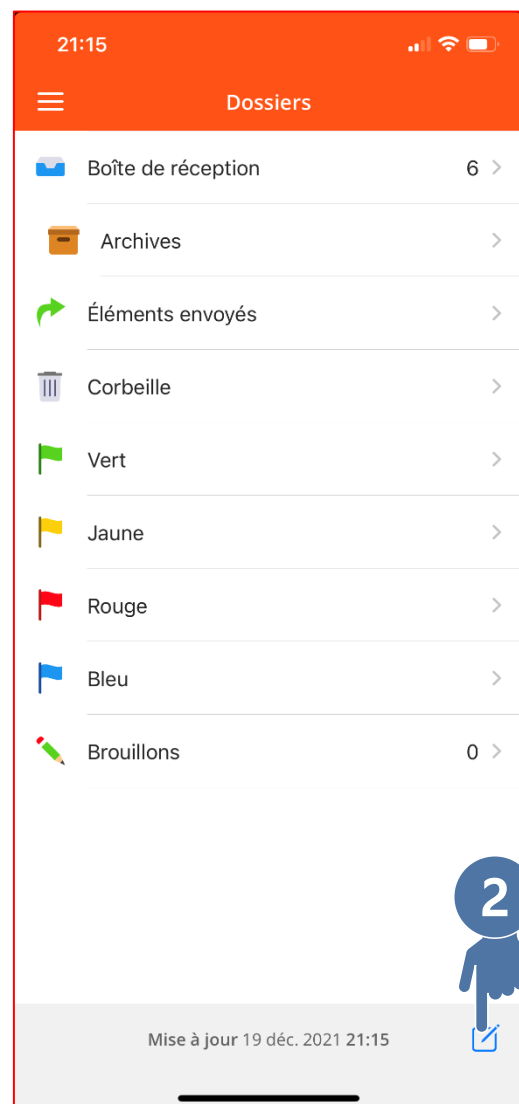 21:15
Dossiers
Boîte de réception 6
Archives
Éléments envoyés
Corbeille
Vert
Jaune
Rouge
Bleu
Brouillons 0
2
Mise à jour 19 déc. 2021 21:15